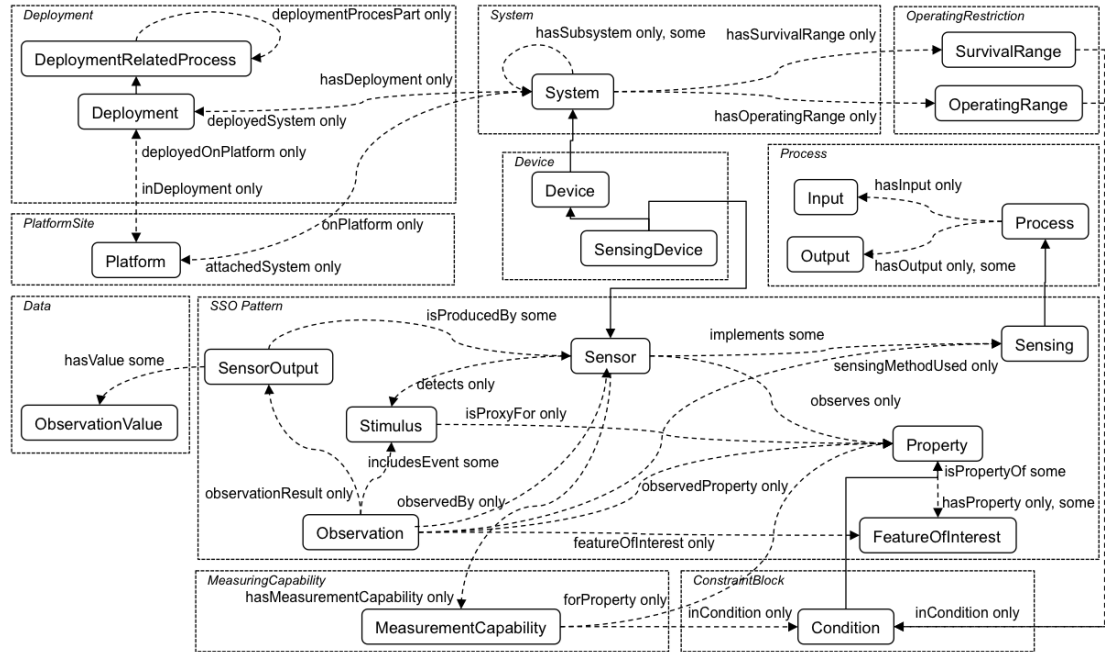 Deployment
deploymentProcesPart only
DeploymentRelatedProcess
hasDeployment only
Deployment
deployedSystem only
deployedOnPlatform only
inDeployment only
System
hasSubsystem only, some
hasSurvivalRange only
System
hasOperatingRange only
OperatingRestriction
SurvivalRange
OperatingRange
Device
Device
SensingDevice
Process
hasInput only
Input
Process
Output
hasOutput only, some
PlatformSite
onPlatform only
Platform
attachedSystem only
Data
hasValue some
ObservationValue
SSO Pattern
isProducedBy some
SensorOutput
Sensor
implements some
Sensing
sensingMethodUsed only
detects only
observes only
Stimulus
isProxyFor only
Property
includesEvent some
isPropertyOf some
observationResult only
observedBy only
observedProperty only
hasProperty only, some
Observation
featureOfInterest only
FeatureOfInterest
MeasuringCapability
hasMeasurementCapability only
forProperty only
MeasurementCapability
ConstraintBlock
inCondition only
Condition
inCondition only